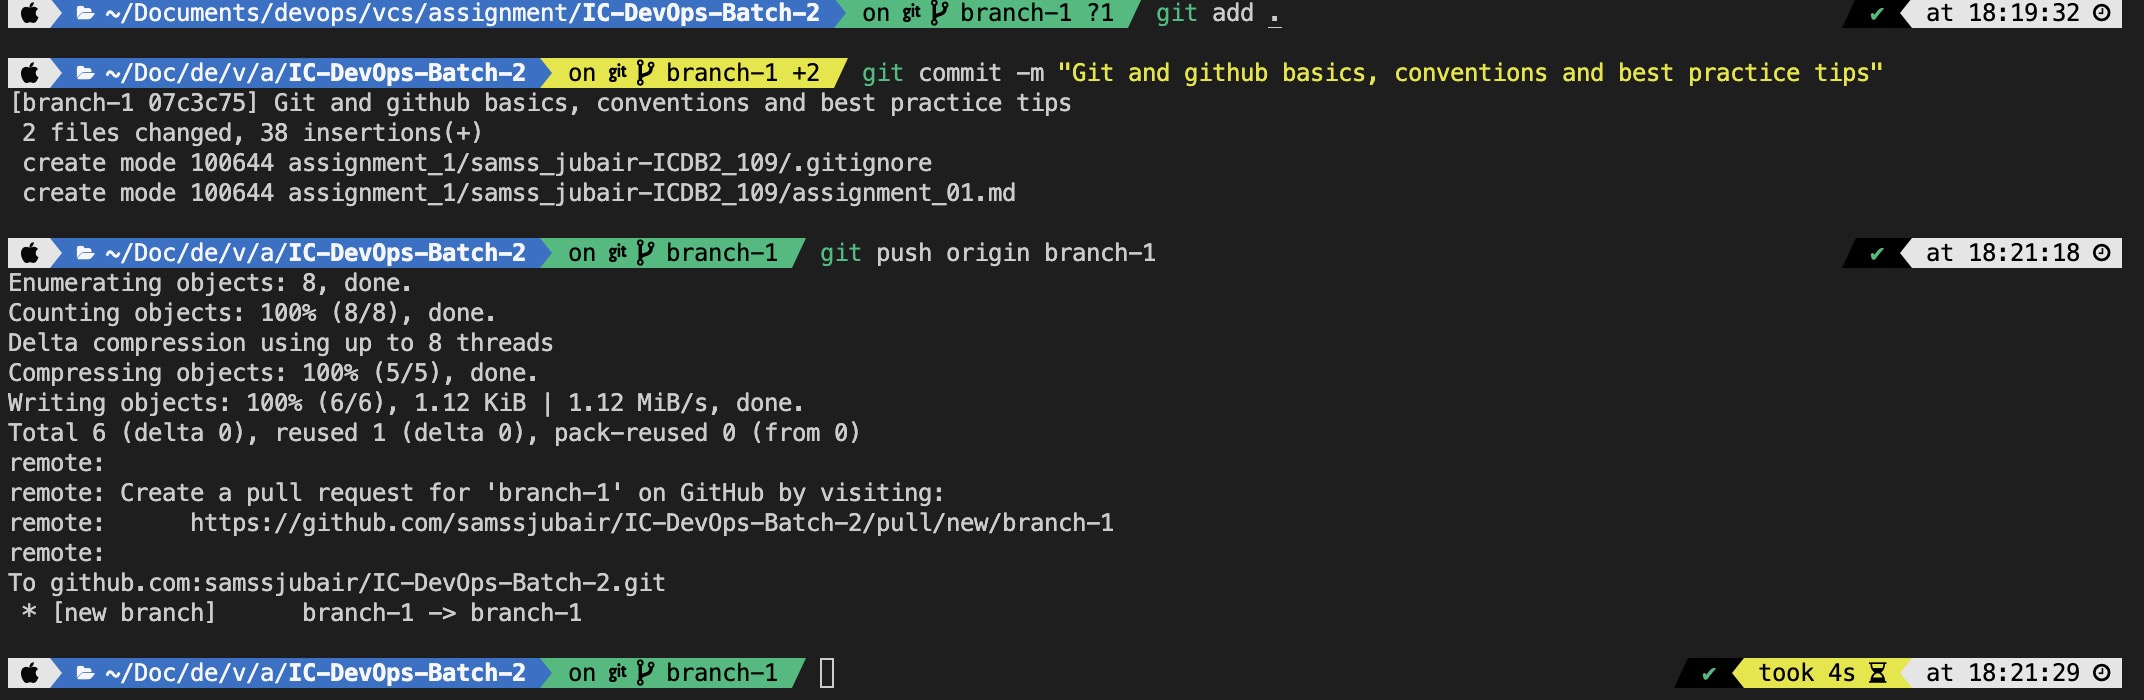 ~/Documents/devops/vcs/assignment/IC-DevOps-Batch-2 on git branch-1 ?1 git add . ✔ at 18:19:32
~/Doc/de/v/a/IC-DevOps-Batch-2 on git branch-1 +2 git commit -m "Git and github basics, conventions and best practice tips"
[branch-1 07c3c75] Git and github basics, conventions and best practice tips
2 files changed, 38 insertions(+)
create mode 100644 assignment_1/samss_jubair-ICDB2_109/.gitignore
create mode 100644 assignment_1/samss_jubair-ICDB2_109/assignment_01.md
~/Doc/de/v/a/IC-DevOps-Batch-2 on git branch-1 git push origin branch-1 ✔ at 18:21:18
Enumerating objects: 8, done.
Counting objects: 100% (8/8), done.
Delta compression using up to 8 threads
Compressing objects: 100% (5/5), done.
Writing objects: 100% (6/6), 1.12 KiB | 1.12 MiB/s, done.
Total 6 (delta 0), reused 1 (delta 0), pack-reused 0 (from 0)
remote:
remote: Create a pull request for 'branch-1' on GitHub by visiting:
remote:      https://github.com/samssjubair/IC-DevOps-Batch-2/pull/new/branch-1
remote:
To github.com:samssjubair/IC-DevOps-Batch-2.git
* [new branch]      branch-1 -> branch-1
~/Doc/de/v/a/IC-DevOps-Batch-2 on git branch-1 ✔ took 4s at 18:21:29